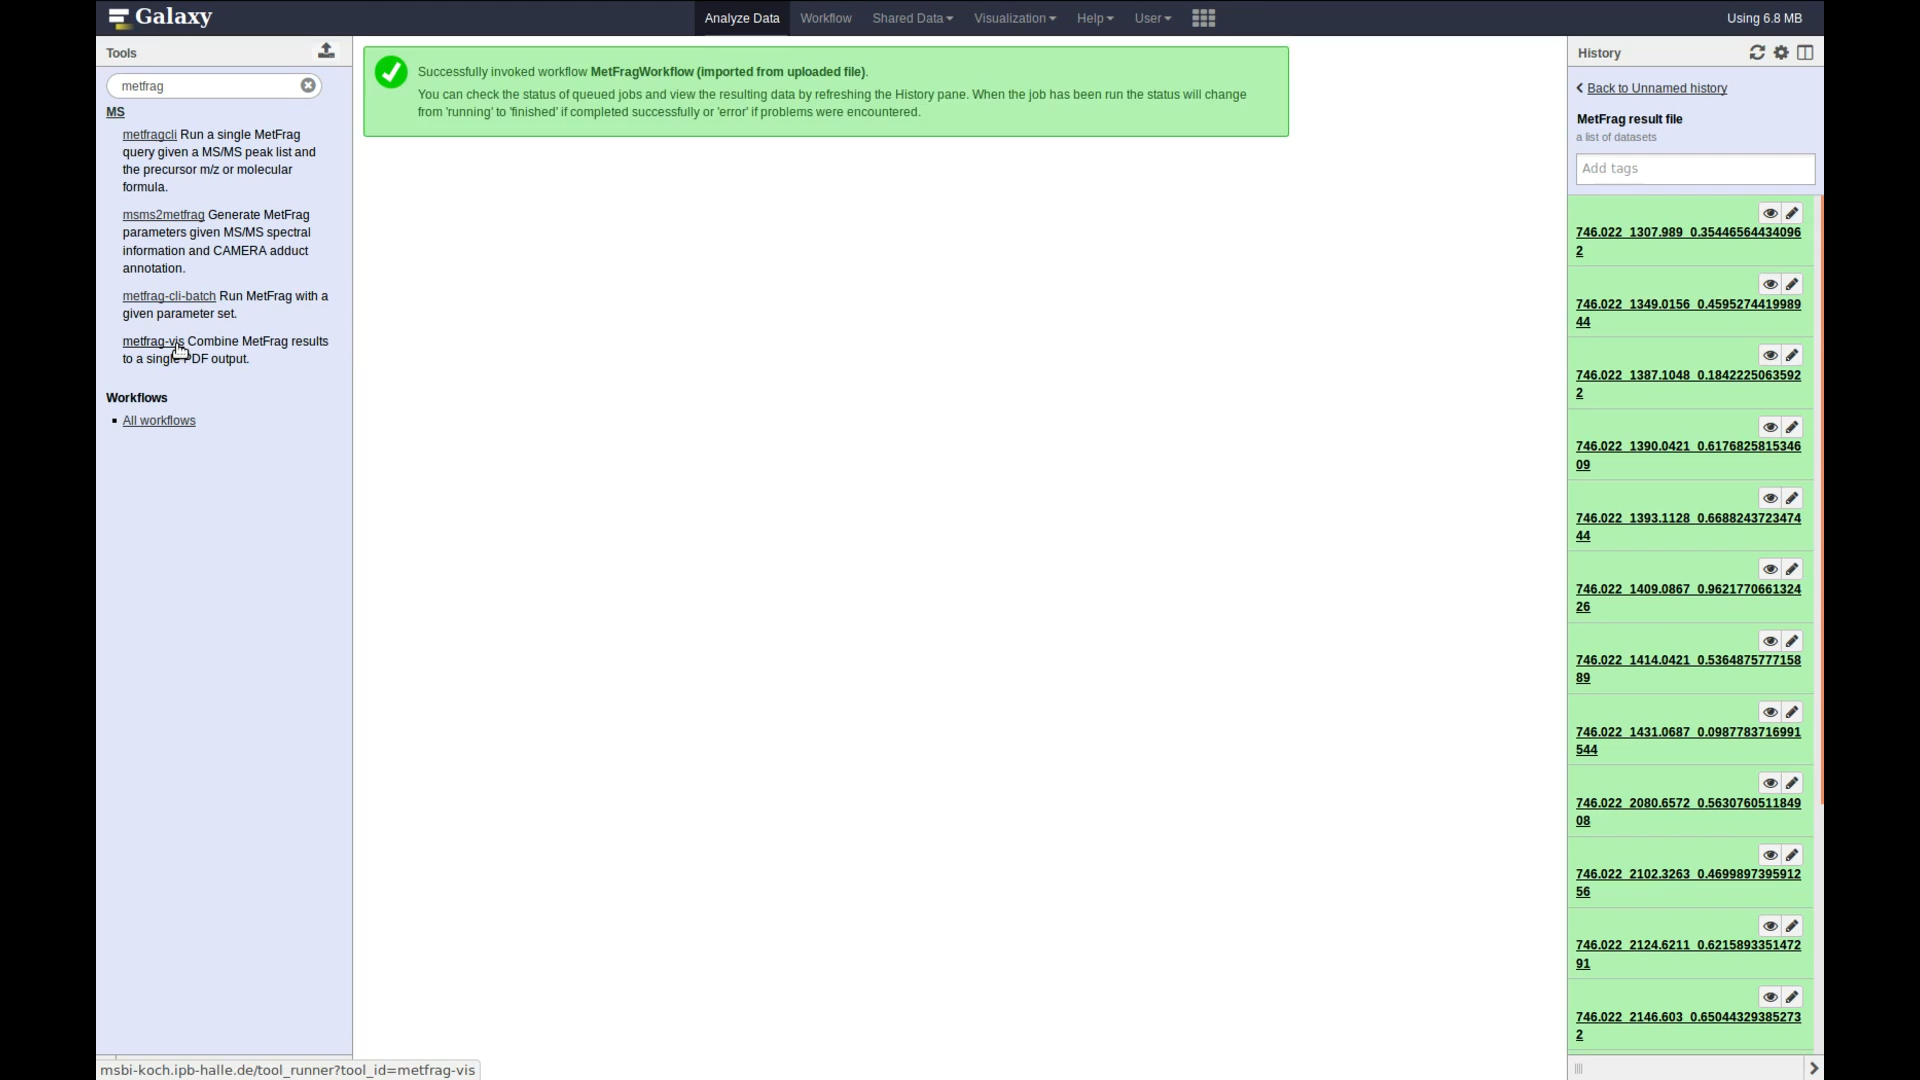 Galaxy
Analyze Data
Workflow
Shared Data
Visualization
Help
User
Using 6.8 MB
Tools
metfrag
MS
metfragcli Run a single MetFrag
query given a MS/MS peak list and
the precursor m/z or molecular
formula.
msms2metfrag Generate MetFrag
parameters given MS/MS spectral
information and CAMERA adduct
annotation.
metfrag-cli-batch Run MetFrag with a
given parameter set.
metfrag-vis Combine MetFrag results
to a single PDF output.
Workflows
All workflows
msbi-koch.ipb-halle.de/tool_runner?tool_id=metfrag-vis
Successfully invoked workflow MetFragWorkflow (imported from uploaded file).
You can check the status of queued jobs and view the resulting data by refreshing the History pane. When the job has been run the status will change
from 'running' to 'finished' if completed successfully or 'error' if problems were encountered.
History
Back to Unnamed history
MetFrag result file
a list of datasets
Add tags
746.022_1307.989_0.35446564434096
2
746.022_1349.0156_0.4595274419989
44
746.022_1387.1048_0.1842225063592
2
746.022_1390.0421_0.6176825815346
09
746.022_1393.1128_0.6688243723474
44
746.022_1409.0867_0.9621770661324
26
746.022_1414.0421_0.5364875777158
89
746.022_1431.0687_0.0987783716991
544
746.022_2080.6572_0.5630760511849
08
746.022_2102.3263_0.4699897395912
56
746.022_2124.6211_0.6215893351472
91
746.022_2146.603_0.65044329385273
2